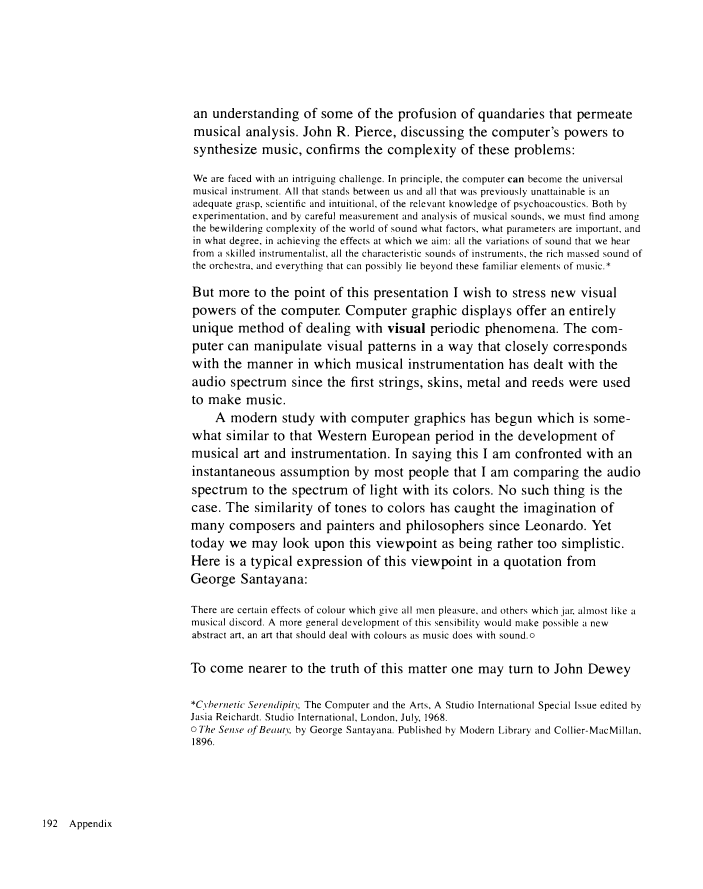 an understanding of some of the profusion of quandaries that permeate
musical analysis. John R. Pierce, discussing the computer's powers to
synthesize music, confirms the complexity of these problems:
We are faced with an intriguing challenge. In principle, the computer can become the universal
musical instrument. All that stands between us and all that was previously unattainable is an
adequate grasp, scientific and intuitional, of the relevant knowledge of psychoacoustics. Both by
experimentation, and by careful measurement and analysis of musical sounds, we must find among
the bewildering complexity of the world of sound what factors, what parameters are important, and
in what degree, in achieving the effects at which we aim: all the variations of sound that we hear
from a skilled instrumentalist, all the characteristic sounds of instruments, the rich massed sound of
the orchestra, and everything that can possibly lie beyond these familiar elements of music.*
But more to the point of this presentation I wish to stress new visual
powers of the computer. Computer graphic displays offer an entirely
unique method of dealing with visual periodic phenomena. The com-
puter can manipulate visual patterns in a way that closely corresponds
with the manner in which musical instrumentation has dealt with the
audio spectrum since the first strings, skins, metal and reeds were used
to make music.
A modern study with computer graphics has begun which is some-
what similar to that Western European period in the development of
musical art and instrumentation. In saying this I am confronted with an
instantaneous assumption by most people that I am comparing the audio
spectrum to the spectrum of light with its colors. No such thing is the
case. The similarity of tones to colors has caught the imagination of
many composers and painters and philosophers since Leonardo. Yet
today we may look upon this viewpoint as being rather too simplistic.
Here is a typical expression of this viewpoint in a quotation from
George Santayana:
There are certain effects of colour which give all men pleasure, and others which jar, almost like a
musical discord. A more general development of this sensibility would make possible a new
abstract art, an art that should deal with colours as music does with sound.○
To come nearer to the truth of this matter one may turn to John Dewey
*Cybernetic Serendipity, The Computer and the Arts, A Studio International Special Issue edited by
Jasia Reichardt. Studio International, London, July, 1968.
○The Sense of Beauty, by George Santayana. Published by Modern Library and Collier-MacMillan,
1896.
192 Appendix